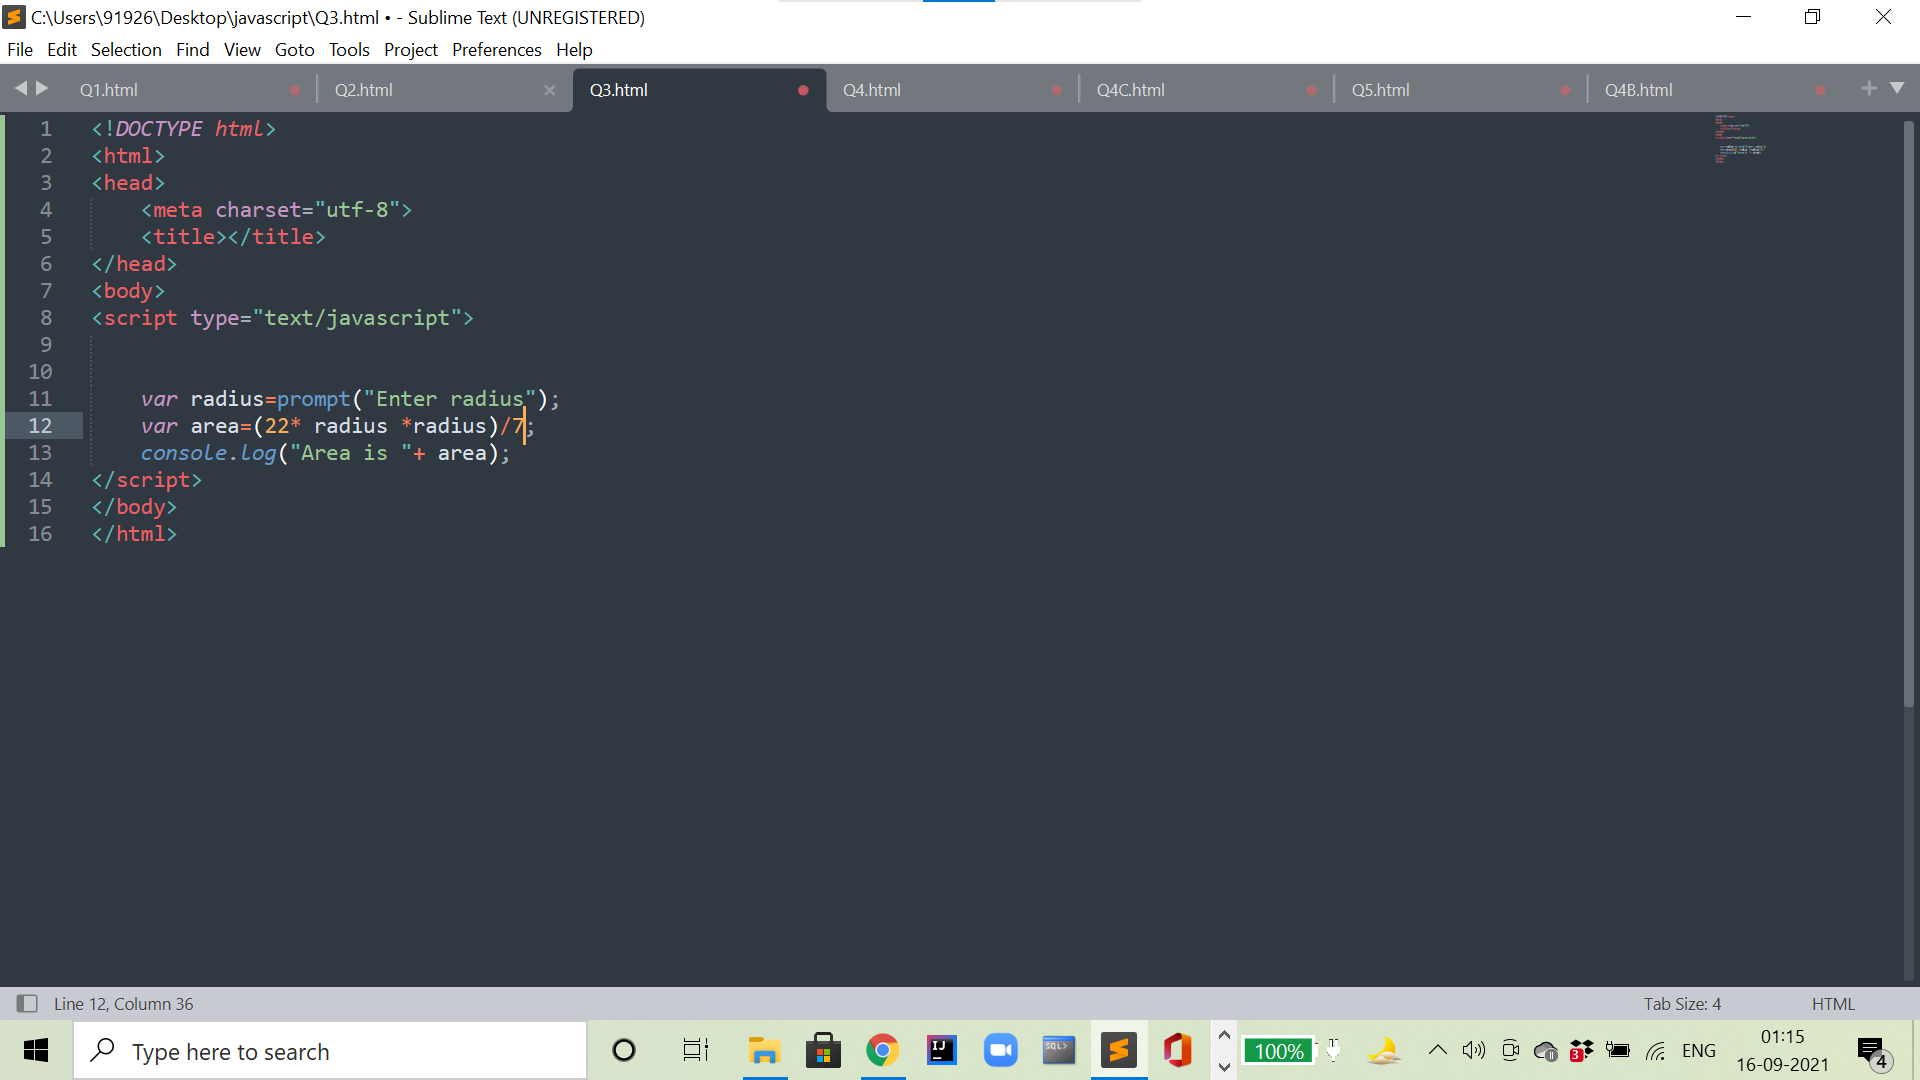 C:\Users\91926\Desktop\javascript\Q3.html • - Sublime Text (UNREGISTERED)
File Edit Selection Find View Goto Tools Project Preferences Help
Q1.html Q2.html Q3.html Q4.html Q4C.html Q5.html Q4B.html
1 <!DOCTYPE html>
2 <html>
3 <head>
4 <meta charset="utf-8">
5 <title></title>
6 </head>
7 <body>
8 <script type="text/javascript">
9
10
11 var radius=prompt("Enter radius");
12 var area=(22* radius *radius)/7;
13 console.log("Area is "+ area);
14 </script>
15 </body>
16 </html>
Line 12, Column 36 Tab Size: 4 HTML
Type here to search IJ SQL> 100% 3 ENG 01:15
16-09-2021 4